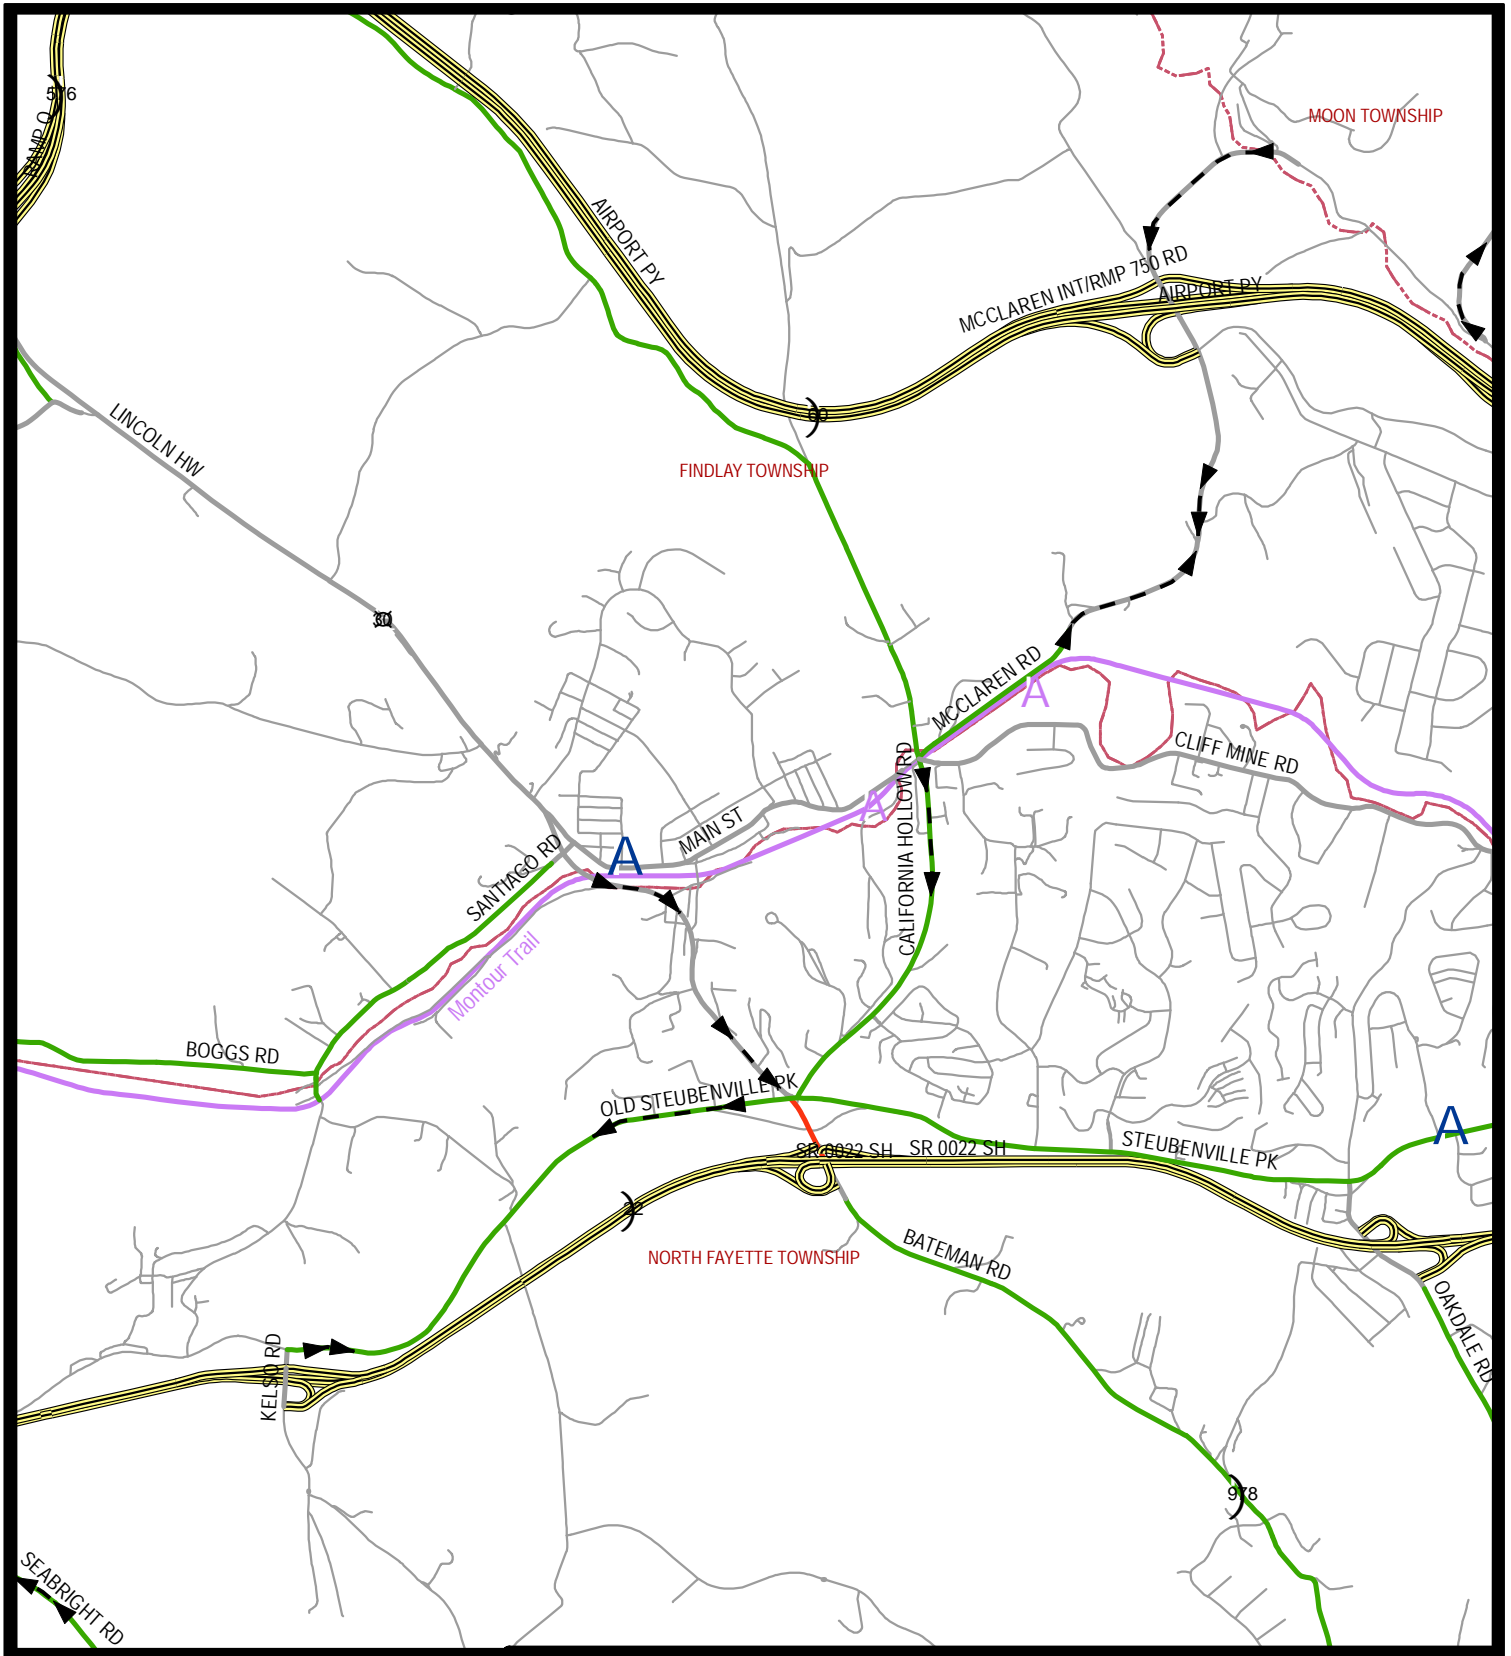 576
RAMP Q
MOON TOWNSHIP
AIRPORT PY
MCCLAREN INT/RMP 750 RD
AIRPORT PY
60
LINCOLN HW
FINDLAY TOWNSHIP
30
MCCLAREN RD
A
CLIFF MINE RD
CALIFORNIA HOLLOW RD
A
MAIN ST
SANTIAGO RD
A
Montour Trail
BOGGS RD
OLD STEUBENVILLE PK
A
STEUBENVILLE PK
SR 0022 SH
SR 0022 SH
22
NORTH FAYETTE TOWNSHIP
BATEMAN RD
OAKDALE RD
KELSO RD
978
SEABRIGHT RD